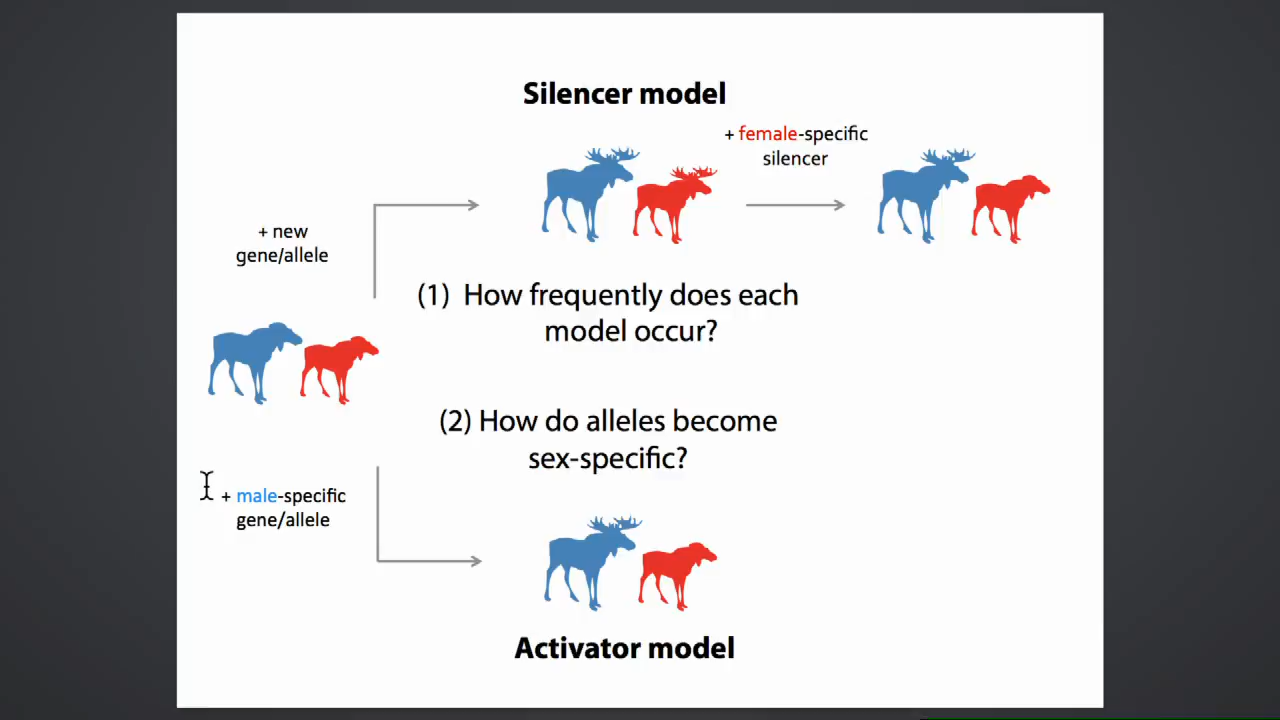 Silencer model
+ female-specific
silencer
+ new
gene/allele
(1) How frequently does each
model occur?
(2) How do alleles become
sex-specific?
+ male-specific
gene/allele
Activator model